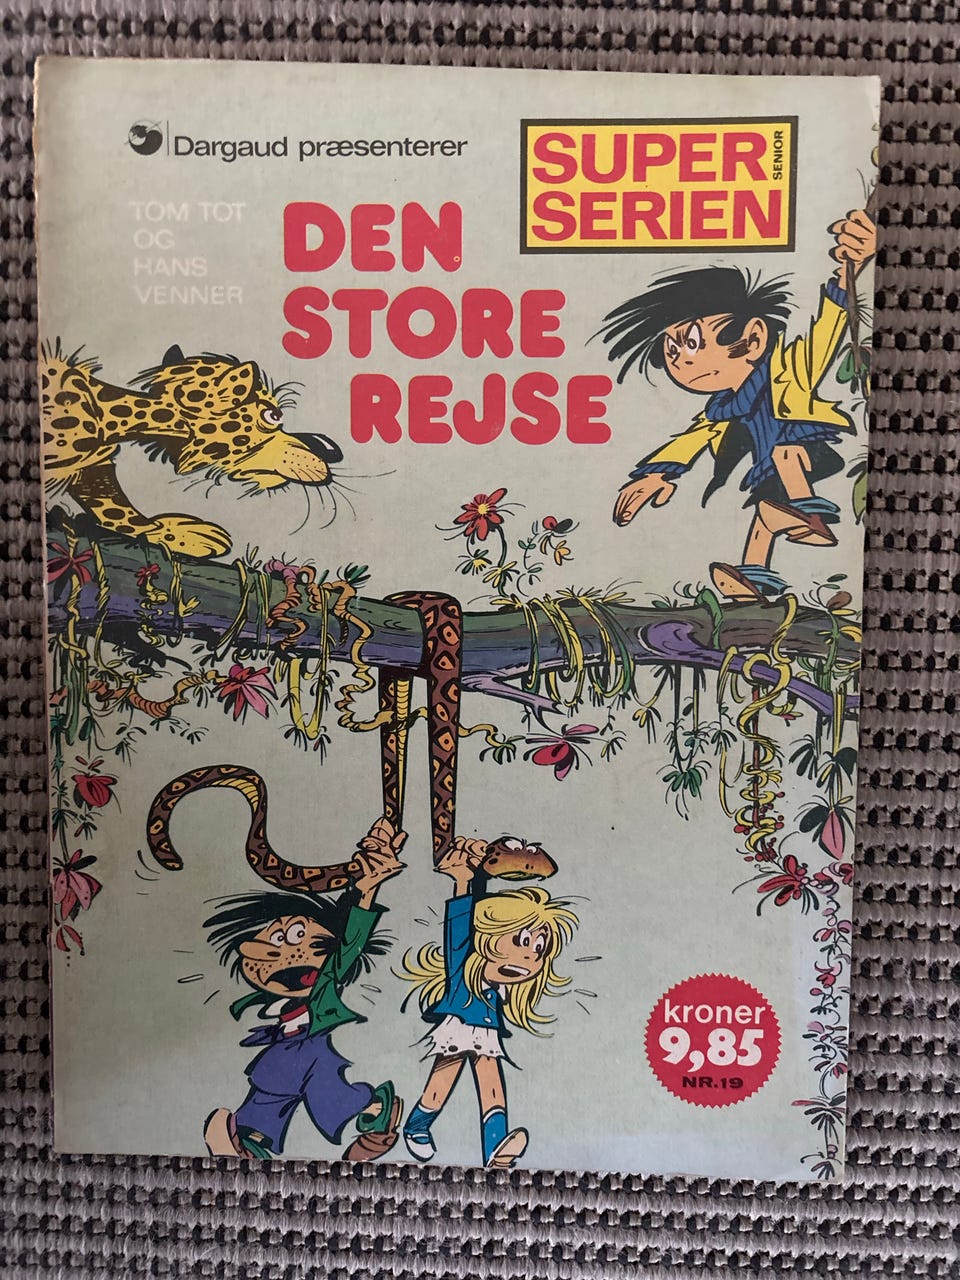 Dargaud præsenterer
SUPER
SERIEN
SENIOR
TOM TOT
OG
HANS
VENNER
DEN
STORE
REJSE
kroner
9,85
NR.19